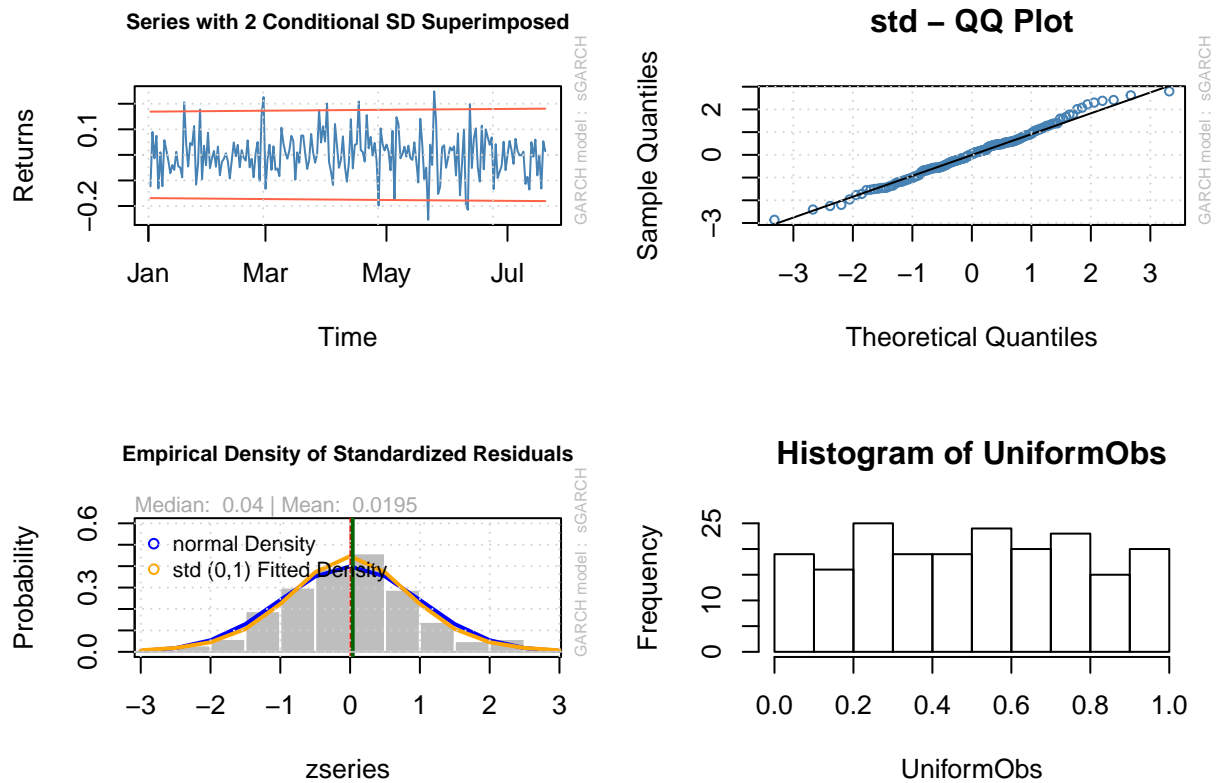 Series with 2 Conditional SD Superimposed
Returns
0.1
−0.2
Jan
Mar
May
Jul
Time
GARCH model : sGARCH
std − QQ Plot
Sample Quantiles
2
0
−3
−3
−2
−1
0
1
2
3
Theoretical Quantiles
GARCH model : sGARCH
Empirical Density of Standardized Residuals
Median: 0.04 | Mean: 0.0195
Probability
0.6
0.3
0.0
normal Density
std (0,1) Fitted Density
−3
−2
−1
0
1
2
3
zseries
GARCH model : sGARCH
Histogram of UniformObs
Frequency
25
10
0
0.0
0.2
0.4
0.6
0.8
1.0
UniformObs